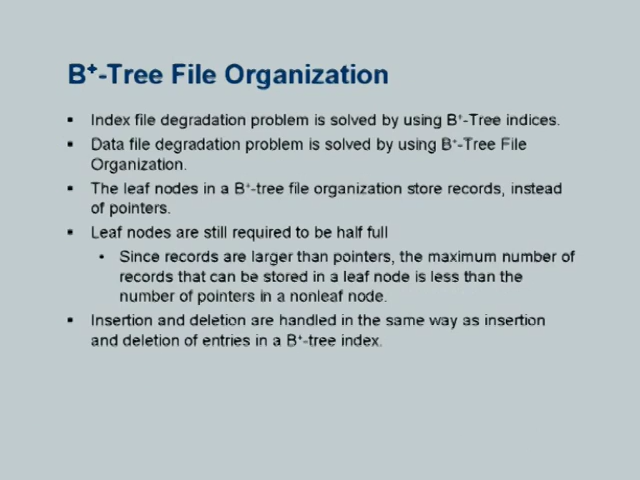 B⁺-Tree File Organization
▪ Index file degradation problem is solved by using B⁺-Tree indices.
▪ Data file degradation problem is solved by using B⁺-Tree File
Organization.
▪ The leaf nodes in a B⁺-tree file organization store records, instead
of pointers.
▪ Leaf nodes are still required to be half full
• Since records are larger than pointers, the maximum number of
records that can be stored in a leaf node is less than the
number of pointers in a nonleaf node.
▪ Insertion and deletion are handled in the same way as insertion
and deletion of entries in a B⁺-tree index.